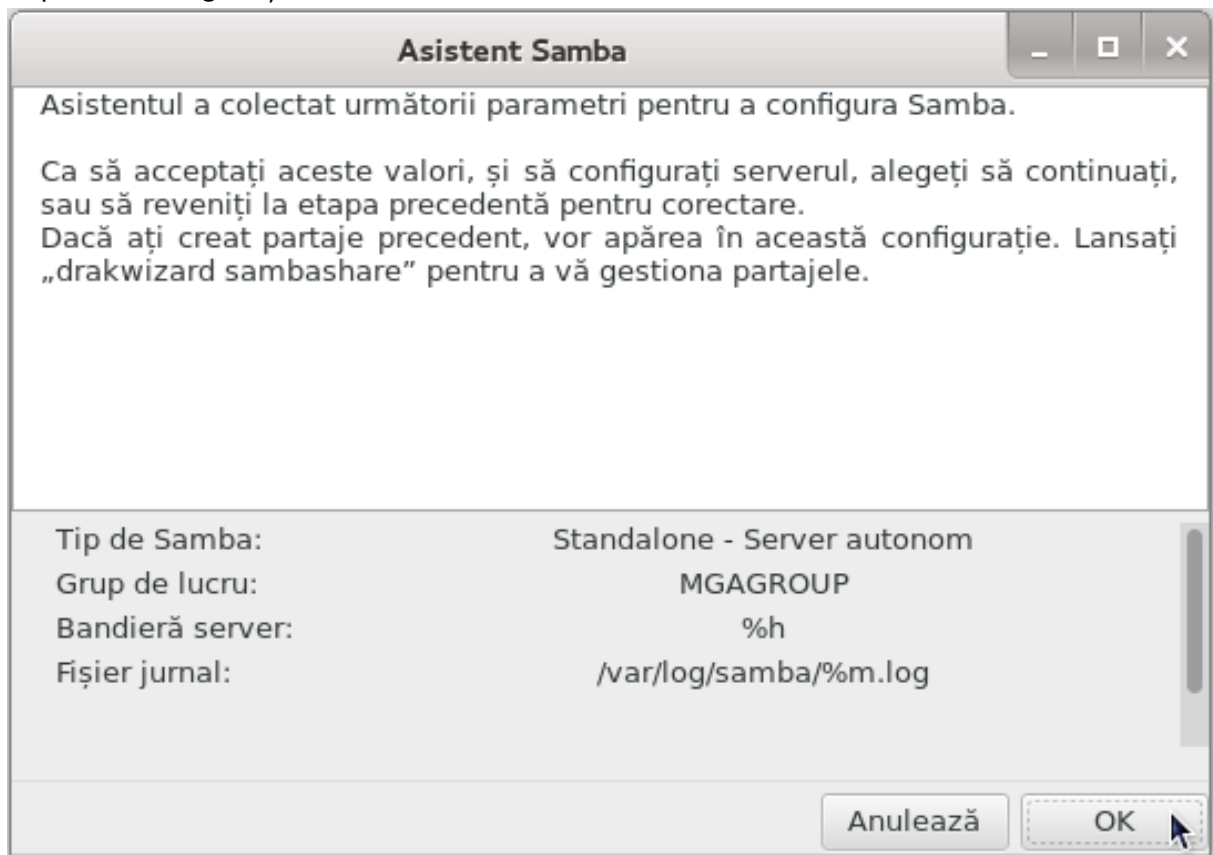 Asistent Samba
Asistentul a colectat următorii parametri pentru a configura Samba.
Ca să acceptați aceste valori, și să configurați serverul, alegeți să continuați,
sau să reveniți la etapa precedentă pentru corectare.
Dacă ați creat partaje precedent, vor apărea în această configurație. Lansați
„drakwizard sambashare” pentru a vă gestiona partajele.
Tip de Samba: Standalone - Server autonom
Grup de lucru: MGAGROUP
Bandieră server: %h
Fișier jurnal: /var/log/samba/%m.log
Anulează OK